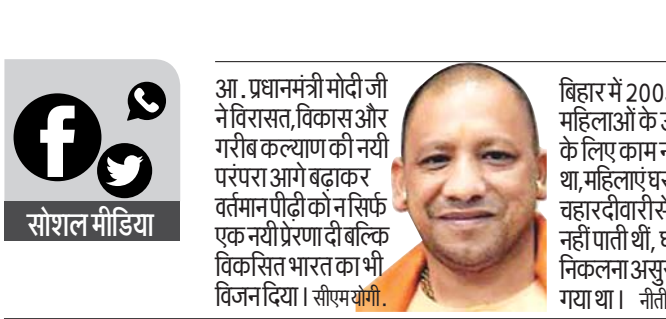 सोशल मीडिया
आ. प्रधानमंत्री मोदी जी
ने विरासत,विकास और
गरीब कल्याण की नयी
परंपरा आगे बढ़ाकर
वर्तमान पीढ़ी को न सिर्फ
एक नयी प्रेरणा दी बल्कि
विकसित भारत का भी
विजन दिया। सीएम योगी.
बिहार में 200
महिलाओं के
के लिए काम
था,महिलाएं
चहारदीवारी से
नहीं पाती थीं,
निकलना
गया था।